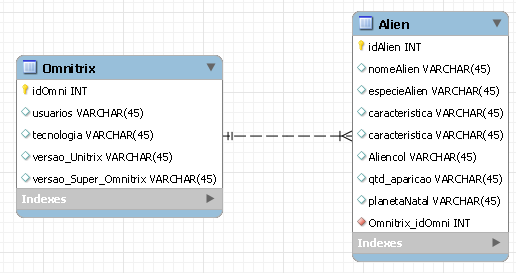 Omnitrix
idOmni INT
usuarios VARCHAR(45)
tecnologia VARCHAR(45)
versao_Unitrix VARCHAR(45)
versao_Super_Omnitrix VARCHAR(45)
Indexes
Alien
idAlien INT
nomeAlien VARCHAR(45)
especieAlien VARCHAR(45)
caracteristica VARCHAR(45)
caracteristica VARCHAR(45)
Aliencol VARCHAR(45)
qtd_aparicao VARCHAR(45)
planetaNatal VARCHAR(45)
Omnitrix_idOmni INT
Indexes